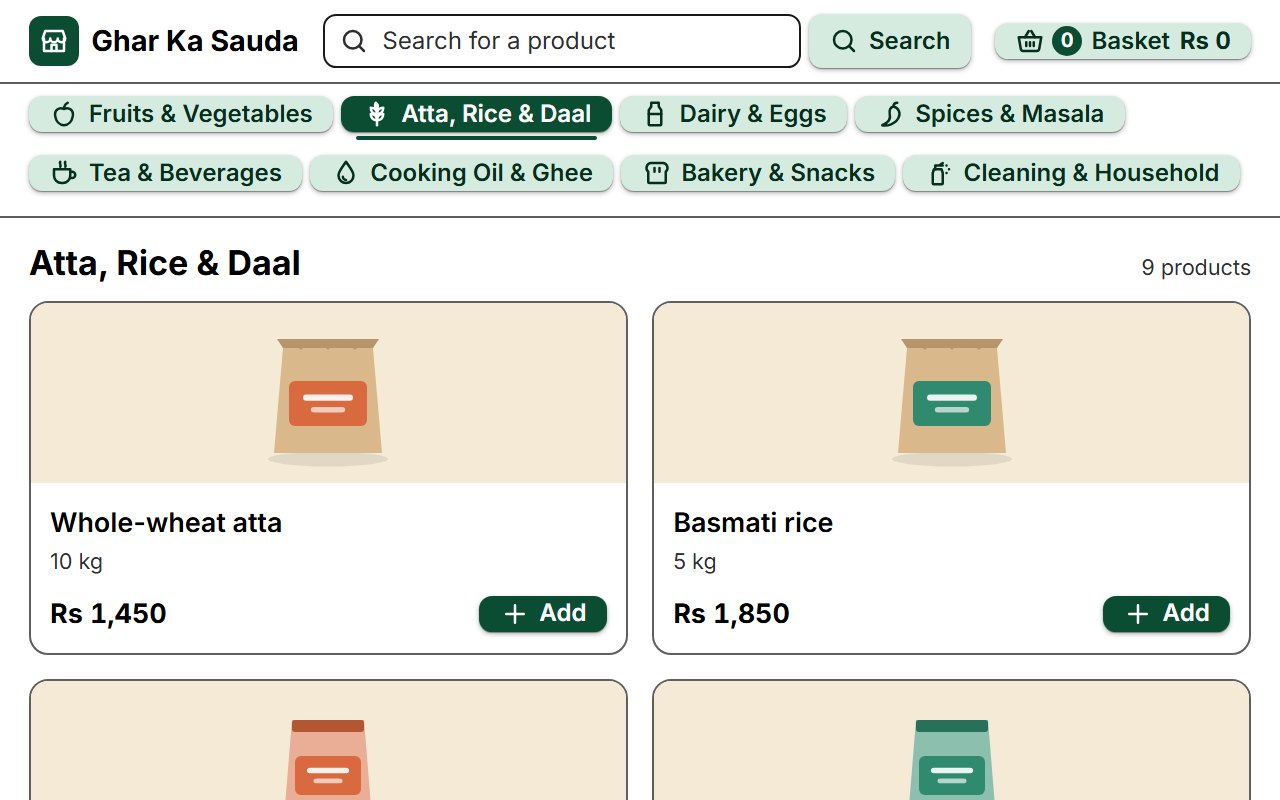 Ghar Ka Sauda
Search for a product
Search
0 Basket Rs 0
Fruits & Vegetables
Atta, Rice & Daal
Dairy & Eggs
Spices & Masala
Tea & Beverages
Cooking Oil & Ghee
Bakery & Snacks
Cleaning & Household
Atta, Rice & Daal
9 products
Whole-wheat atta
10 kg
Rs 1,450
Add
Basmati rice
5 kg
Rs 1,850
Add